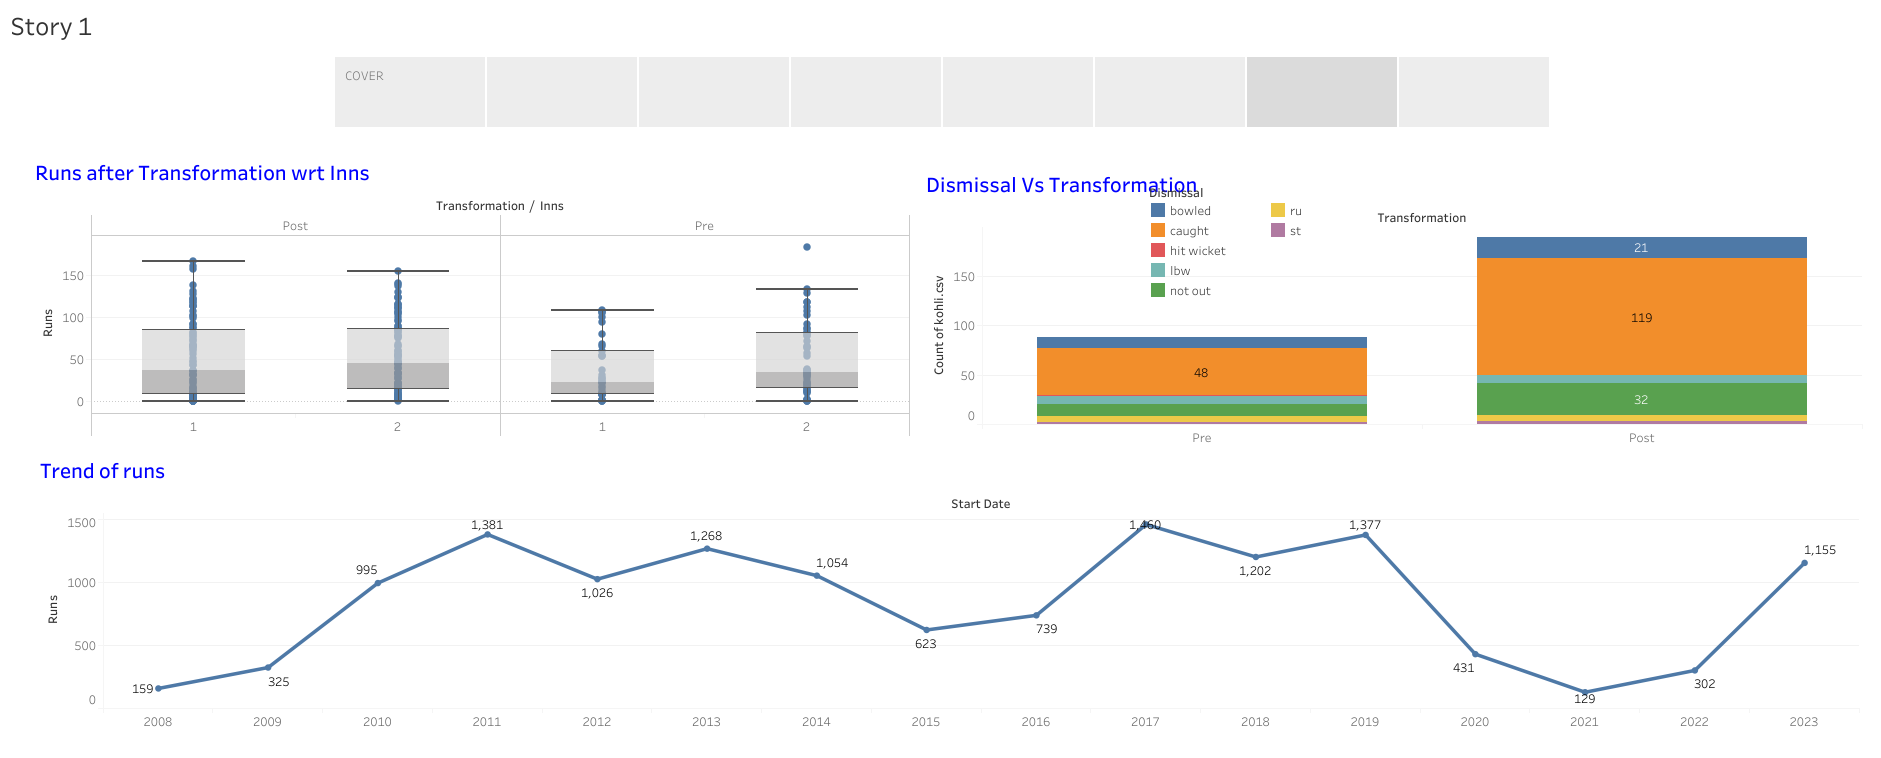 Story 1
COVER
Runs after Transformation wrt Inns
Transformation / Inns
Post
Pre
Runs
150
100
50
0
1
2
1
2
Dismissal Vs Transformation
Dismissal
bowled
caught
hit wicket
lbw
not out
ru
st
Transformation
Count of kohli.csv
150
100
50
0
48
21
119
32
Pre
Post
Trend of runs
Start Date
Runs
1500
1000
500
0
159
325
995
1,381
1,026
1,268
1,054
623
739
1,460
1,202
1,377
431
129
302
1,155
2008
2009
2010
2011
2012
2013
2014
2015
2016
2017
2018
2019
2020
2021
2022
2023